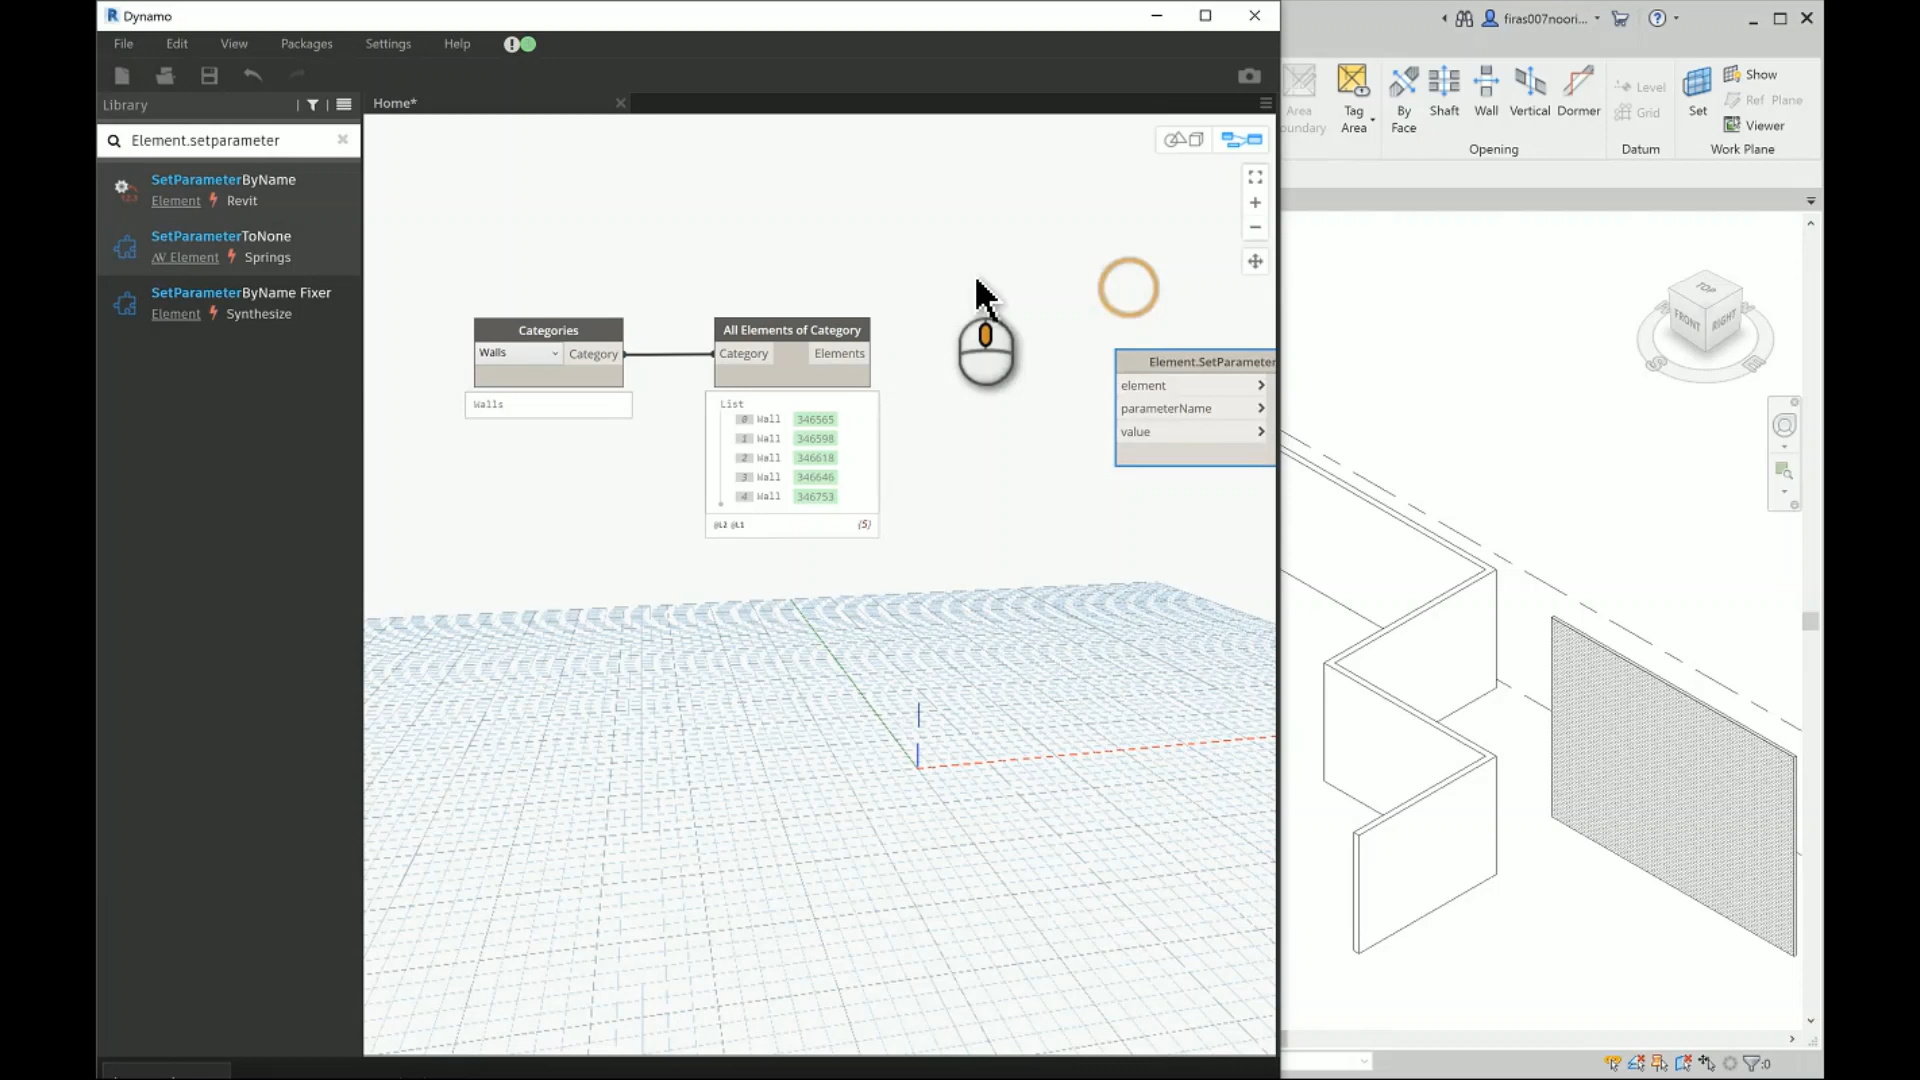 Dynamo
File Edit View Packages Settings Help
Library
Home*
Element.setparameter
SetParameterByName
Element Revit
SetParameterToNone
Element Springs
SetParameterByName Fixer
Element Synthesize
Categories
Walls Category
Walls
All Elements of Category
Category Elements
List
0 Wall 346565
1 Wall 346598
2 Wall 346618
3 Wall 346646
4 Wall 346753
@L2 @L1 {5}
Element.SetParameter
element
parameterName
value
firas007noori...
Area
oundary
Tag
Area
By
Face
Shaft
Wall
Vertical
Dormer
Opening
Level
Grid
Datum
Set
Show
Ref Plane
Viewer
Work Plane
TOP
FRONT
RIGHT
S
E
:0